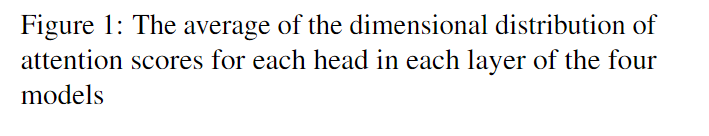 Figure 1: The average of the dimensional distribution of
attention scores for each head in each layer of the four
models